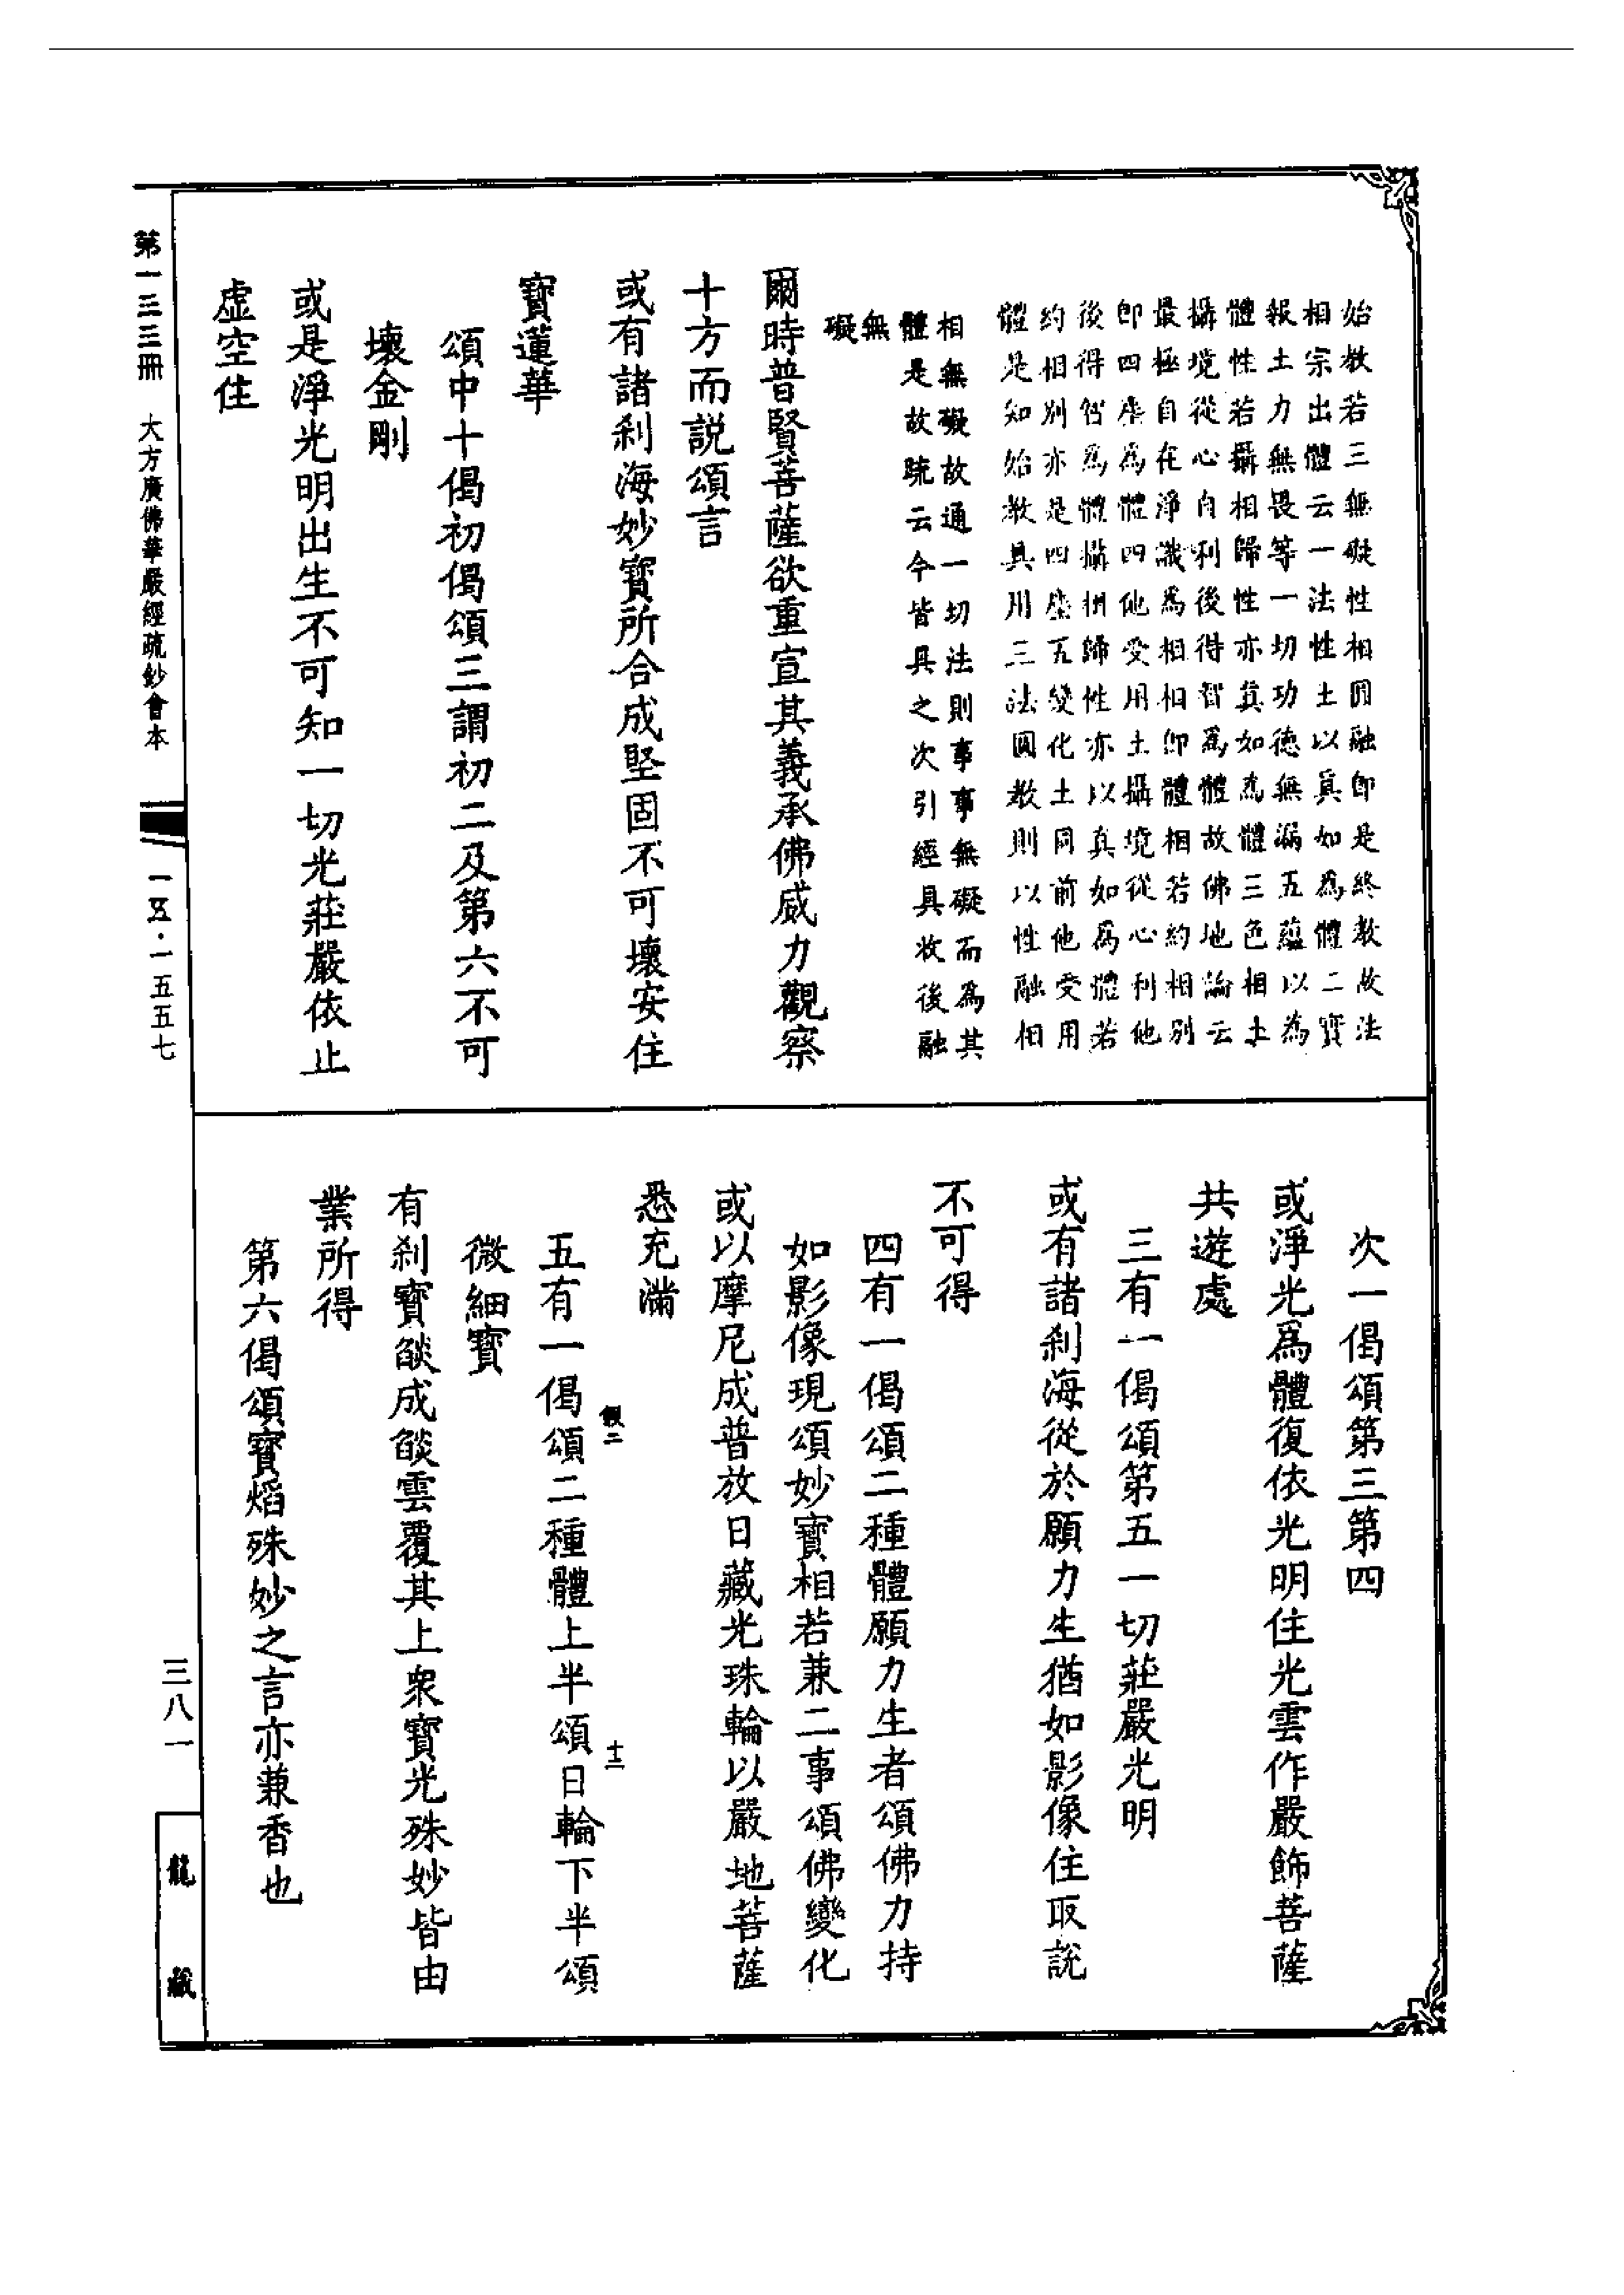 始教若三無礙性相圓融即是終教故法
相宗出體云一法性土以眞如為體二實
報土力無畏等一切功德無漏五蘊以為
體性若攝相歸性亦眞如為體三色相土
攝境從心自利後得智為體故佛地論云
最極自在淨識為相相即體相若約相別
即四塵為體四他受用土攝境從心利他
後得智爲體攝相歸性亦以真如爲體若
約相別亦是四塵五變化土同前他受用
體是知始教具用三法圓教則以性融相
相無礙故通一切法則事事無礙而為其
體是故疏云今皆具之次引經具收後融
無
礙
爾時普賢菩薩欲重宣其義承佛威力觀察
十方而説頌言
或有諸刹海妙寶所合成堅固不可壞安住
寶蓮華
頌中十偈初偈頌三謂初二及第六不可
壞金剛
或是淨光明出生不可知一切光莊嚴依止
虛空住
次一偈頌第三第四
或淨光爲體復依光明住光雲作嚴飾菩薩
共遊處
三有一偈頌第五一切莊嚴光明
或有諸刹海從於願力生猶如影像住取説
不可得
四有一偈頌二種體願力生者頌佛力持
如影像現頌妙寶相若兼二事頌佛變化
或以摩尼成普放日藏光珠輪以嚴地菩薩
悉充滿
五有一偈頌二種體上半頌日輪下半頌
微細寶
有刹寶燄成燄雲覆其上衆寶光殊妙皆由
業所得
第六偈頌寶焰殊妙之言亦兼香也
十二
第一三三冊
大方廣佛華嚴經疏鈔會本
一五·一五五七
三八一
龍藏